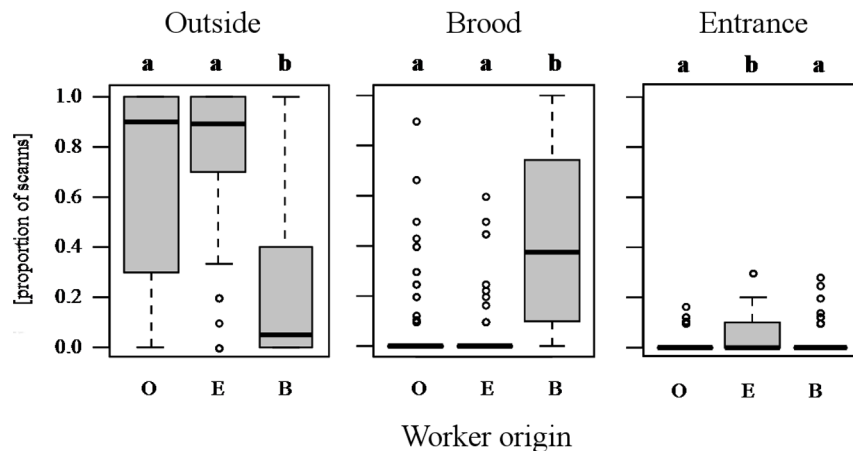 Outside Brood Entrance
a a b a a b a b a
1.0
0.8
0.6
0.4
0.2
0.0
[proportion of scanns]
O E B O E B O E B
Worker origin